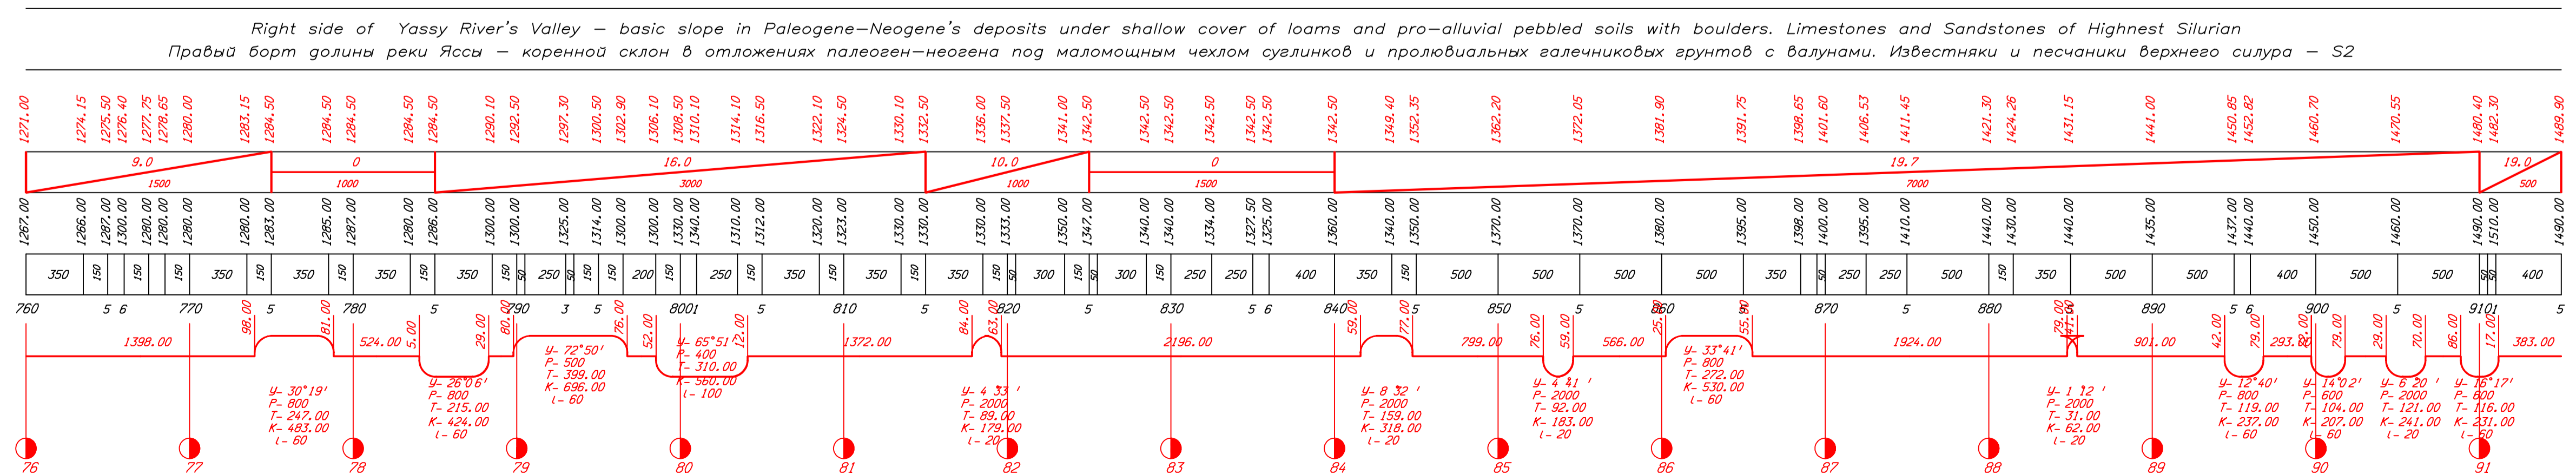 Right side of Yassy River's Valley – basic slope in Paleogene–Neogene's deposits under shallow cover of loams and pro–alluvial pebbled soils with boulders. Limestones and Sandstones of Highnest Silurian
Правый борт долины реки Яссы – коренной склон в отложениях палеоген–неогена под маломощным чехлом суглинков и пролювиальных галечниковых грунтов с валунами. Известняки и песчаники верхнего силура – S2
1271.00 1274.15 1275.50 1276.40 1277.75 1278.65 1280.00 1283.15 1284.50 1284.50 1284.50 1284.50 1284.50 1290.10 1292.50 1297.30 1300.50 1302.90 1306.10 1308.50 1310.10 1314.10 1316.50 1322.10 1324.50 1330.10 1332.50 1336.00 1337.50 1341.00 1342.50 1342.50 1342.50 1342.50 1342.50 1342.50 1342.50 1349.40 1352.35 1362.20 1372.05 1381.90 1391.75 1398.65 1401.60 1406.53 1411.45 1421.30 1424.26 1431.15 1441.00 1450.85 1452.82 1460.70 1470.55 1480.40 1482.30 1489.90
9.0 0 16.0 10.0 0 19.7 19.0
1500 1000 3000 1000 1500 7000 500
1267.00 1266.00 1287.00 1300.00 1280.00 1280.00 1280.00 1280.00 1283.00 1285.00 1287.00 1280.00 1286.00 1300.00 1300.00 1325.00 1314.00 1300.00 1300.00 1330.00 1340.00 1310.00 1312.00 1320.00 1323.00 1330.00 1330.00 1330.00 1333.00 1350.00 1347.00 1340.00 1340.00 1334.00 1327.50 1325.00 1360.00 1340.00 1350.00 1370.00 1370.00 1380.00 1395.00 1398.00 1400.00 1395.00 1410.00 1440.00 1430.00 1440.00 1435.00 1437.00 1440.00 1450.00 1460.00 1490.00 1510.00 1490.00
350 150 150 150 350 150 350 150 350 150 350 150 50 250 50 150 150 200 150 250 150 350 150 350 150 350 150 50 300 150 50 300 150 250 250 400 350 150 500 500 500 500 350 50 250 250 500 150 350 500 500 400 500 500 50 50 400
760 5 6 770 5 780 5 790 3 5 800 1 5 810 5 820 5 830 5 6 840 5 850 5 860 5 870 5 880 5 890 5 6 900 5 910 1 5
98.00 81.00 5.00 29.00 80.00 76.00 52.00 12.00 84.00 63.00 59.00 77.00 76.00 59.00 25.00 55.00 79.00 41.00 42.00 79.00 79.00 29.00 70.00 86.00 17.00
1398.00 524.00 1372.00 2196.00 799.00 566.00 1924.00 901.00 293.00 383.00
У– 30°19'
Р– 800
Т– 247.00
К– 483.00
l– 60
У– 26°06'
Р– 800
Т– 215.00
К– 424.00
l– 60
У– 72°50'
Р– 500
Т– 399.00
К– 696.00
l– 60
У– 65°51'
Р– 400
Т– 310.00
К– 560.00
l– 100
У– 4°33'
Р– 2000
Т– 89.00
К– 179.00
l– 20
У– 8°32'
Р– 2000
Т– 159.00
К– 318.00
l– 20
У– 4°41'
Р– 2000
Т– 92.00
К– 183.00
l– 20
У– 33°41'
Р– 800
Т– 272.00
К– 530.00
l– 60
У– 1°12'
Р– 2000
Т– 31.00
К– 62.00
l– 20
У– 12°40'
Р– 800
Т– 119.00
К– 237.00
l– 60
У– 14°02'
Р– 600
Т– 104.00
К– 207.00
l– 60
У– 6°20'
Р– 2000
Т– 121.00
К– 241.00
l– 20
У– 16°17'
Р– 600
Т– 116.00
К– 231.00
l– 60
76 77 78 79 80 81 82 83 84 85 86 87 88 89 90 91